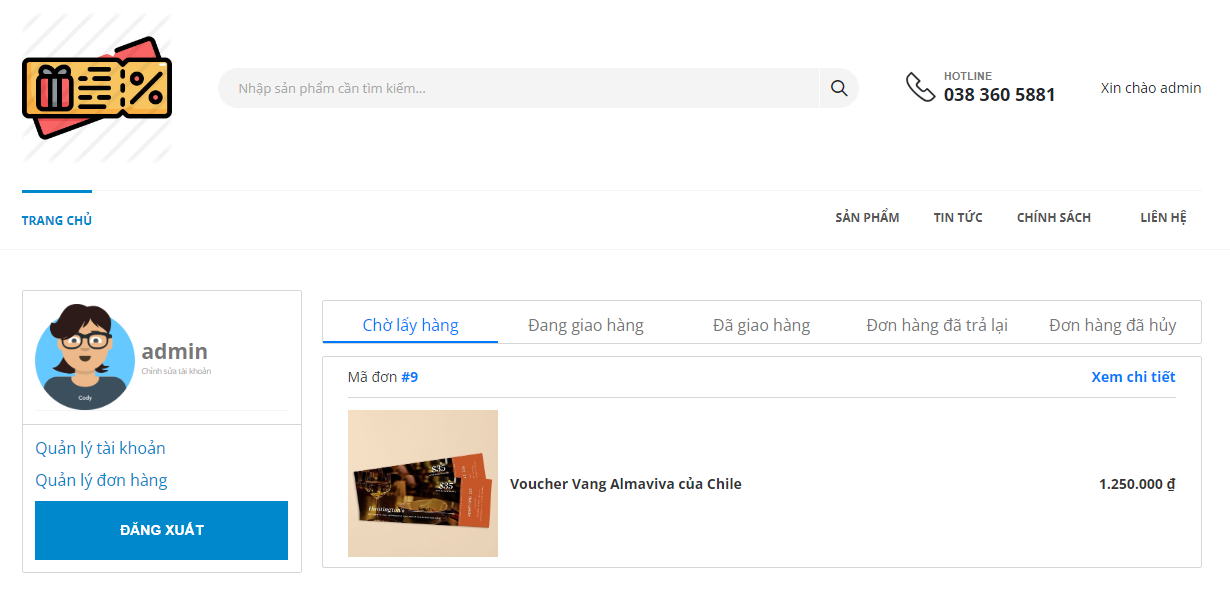 Nhập sản phẩm cần tìm kiếm...
HOTLINE
038 360 5881
Xin chào admin
TRANG CHỦ
SẢN PHẨM
TIN TỨC
CHÍNH SÁCH
LIÊN HỆ
admin
Chỉnh sửa tài khoản
Cody
Quản lý tài khoản
Quản lý đơn hàng
ĐĂNG XUẤT
Chờ lấy hàng
Đang giao hàng
Đã giao hàng
Đơn hàng đã trả lại
Đơn hàng đã hủy
Mã đơn #9
Xem chi tiết
$35
$35
Voucher Vang Almaviva của Chile
1.250.000 ₫